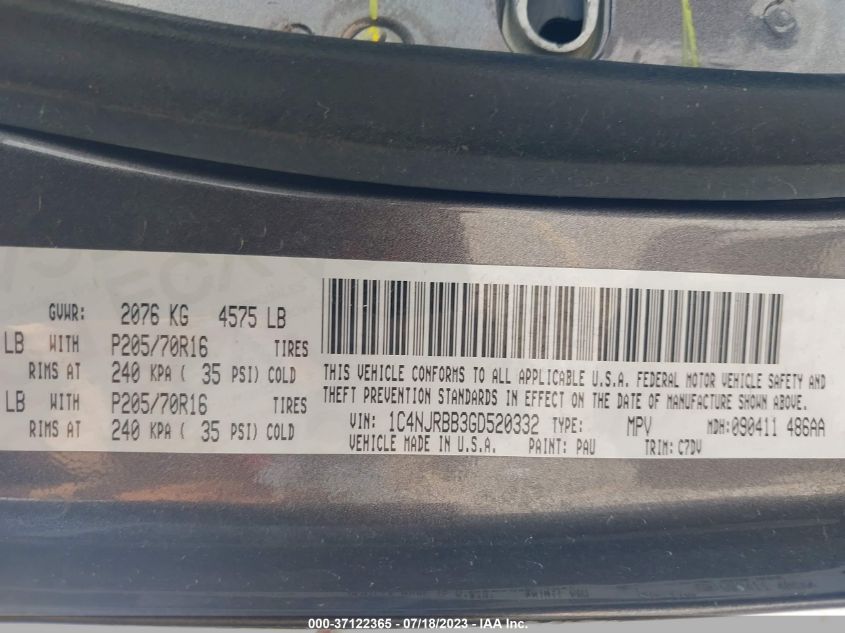 GVWR: 2076 KG 4575 LB
LB WITH P205/70R16 TIRES
RIMS AT 240 KPA ( 35 PSI) COLD
LB WITH P205/70R16 TIRES
RIMS AT 240 KPA ( 35 PSI) COLD
THIS VEHICLE CONFORMS TO ALL APPLICABLE U.S.A. FEDERAL MOTOR VEHICLE SAFETY AND
THEFT PREVENTION STANDARDS IN EFFECT ON THE DATE OF MANUFACTURE SHOWN ABOVE.
VIN: 1C4NJRBB3GD520332 TYPE: MPV MDH:090411 486AA
VEHICLE MADE IN U.S.A. PAINT: PAU TRIM: C7DV
000-37122365 - 07/18/2023 - IAA Inc.